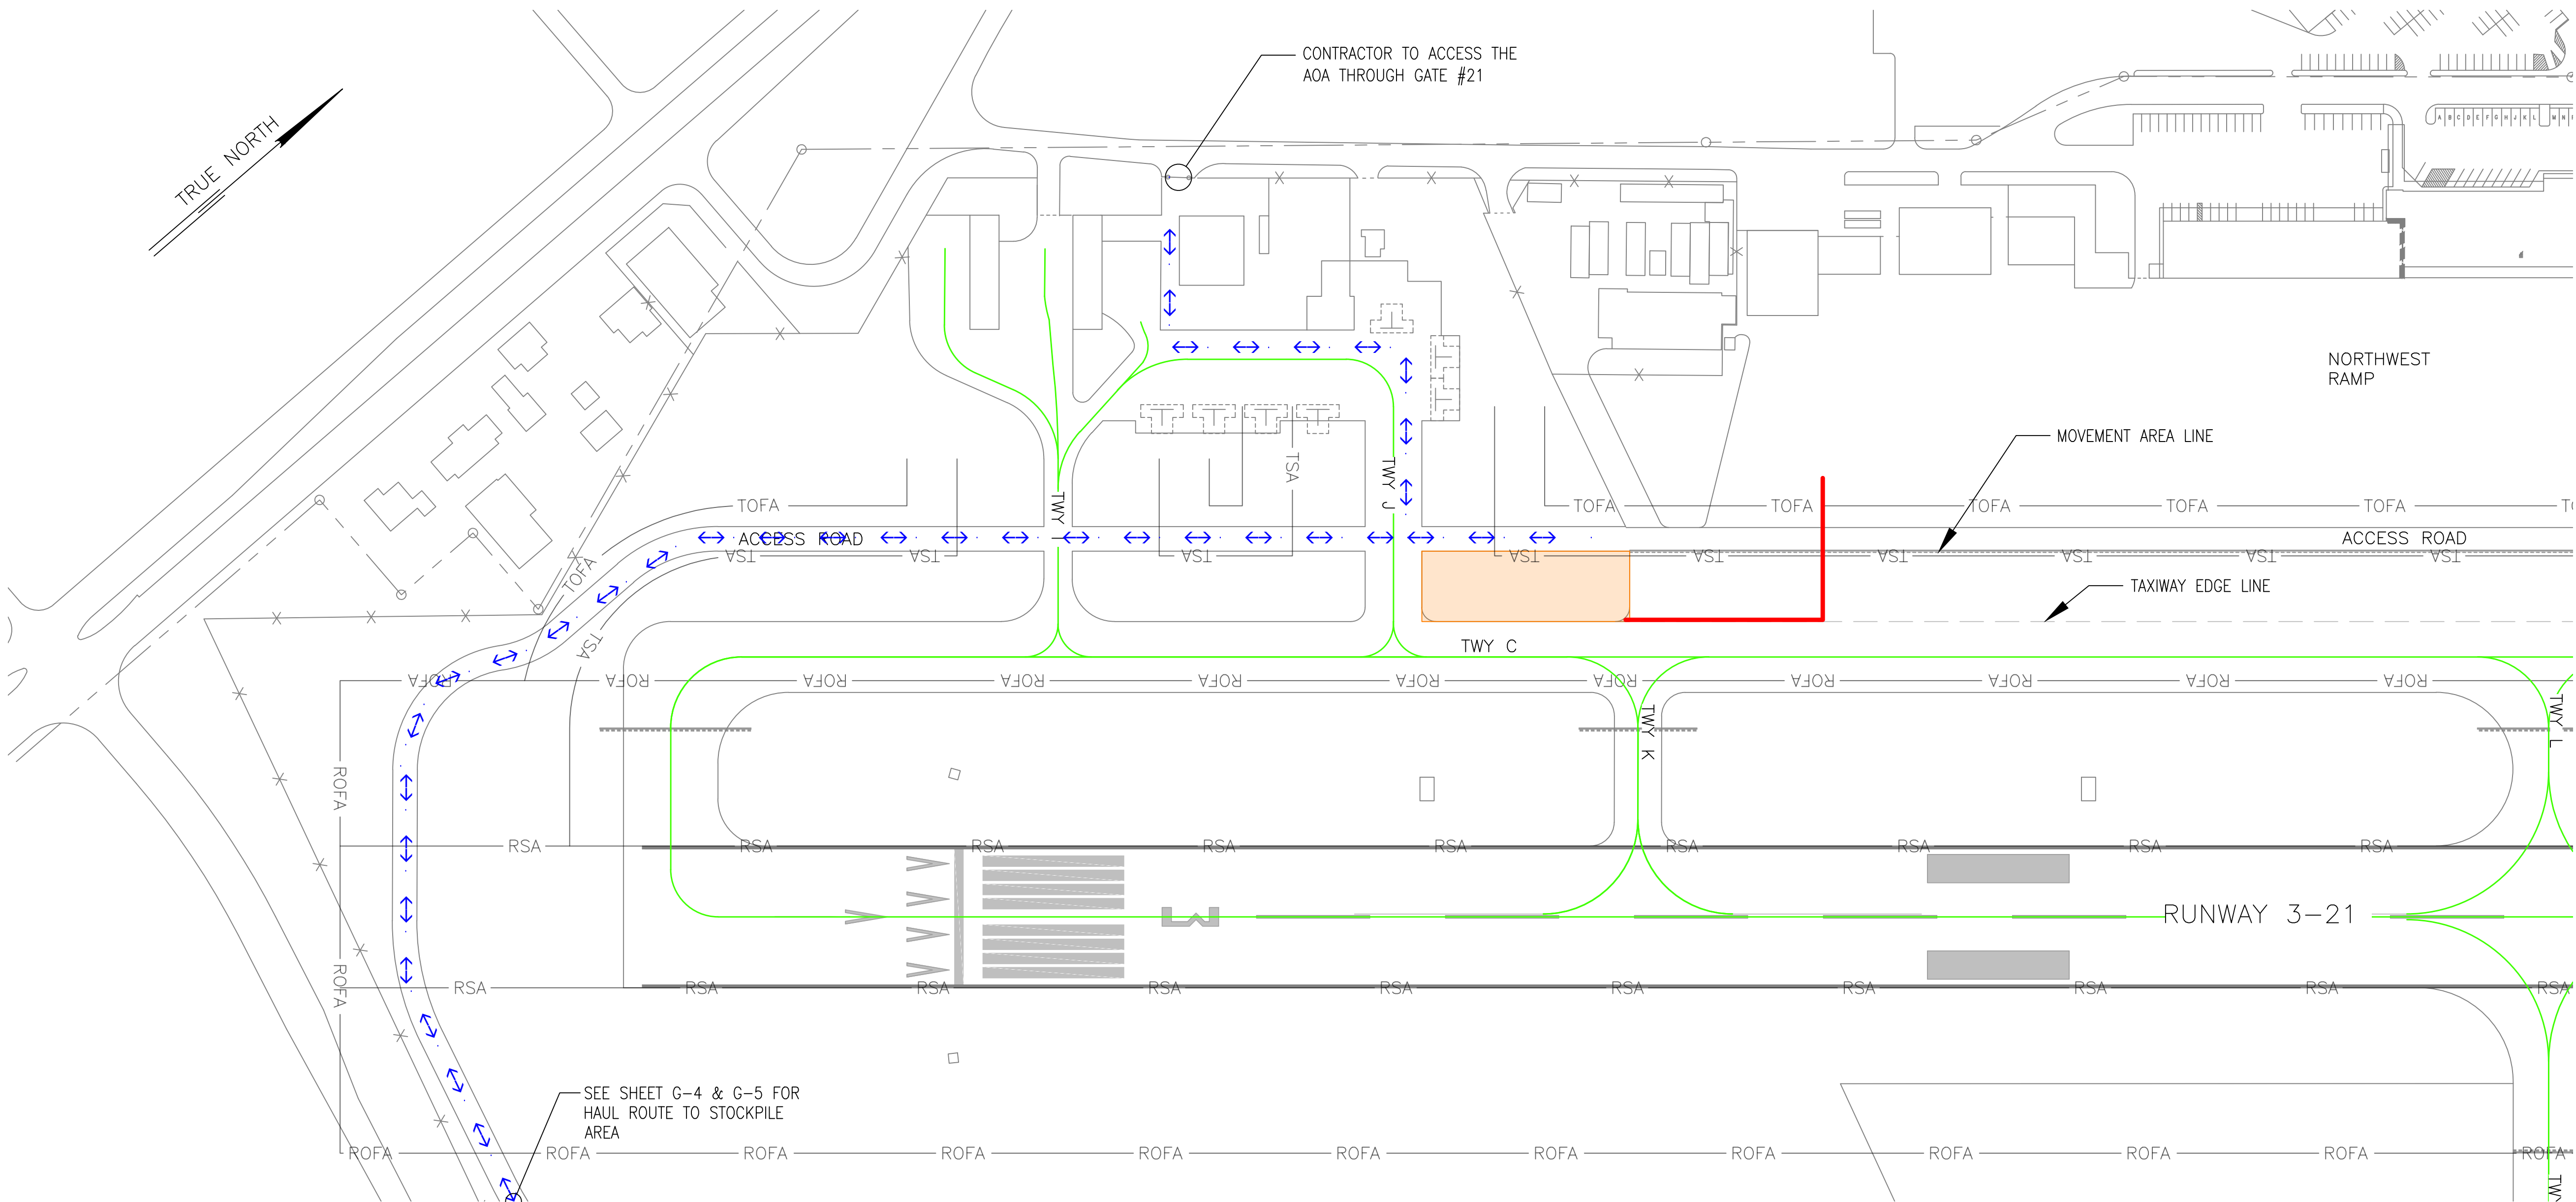 CONTRACTOR TO ACCESS THE
AOA THROUGH GATE #21
TRUE NORTH
A B C D E F G H J K L
NORTHWEST
RAMP
MOVEMENT AREA LINE
TSA
TWY J
TWY I
TOFA
TOFA
TOFA
TOFA
TOFA
TOFA
ACCESS ROAD
ACCESS ROAD
TSA
TSA
TSA
TSA
TSA
TSA
TSA
TSA
TSA
TOFA
TAXIWAY EDGE LINE
TSA
TWY C
ROFA
ROFA
ROFA
ROFA
ROFA
ROFA
ROFA
ROFA
ROFA
ROFA
ROFA
TWY K
TWY L
ROFA
RSA
RSA
RSA
RSA
RSA
RSA
RSA
RSA
RSA
RUNWAY 3-21
ROFA
RSA
RSA
RSA
RSA
RSA
RSA
RSA
RSA
RSA
RSA
SEE SHEET G-4 & G-5 FOR
HAUL ROUTE TO STOCKPILE
AREA
ROFA
ROFA
ROFA
ROFA
ROFA
ROFA
ROFA
ROFA
ROFA
ROFA
ROFA
ROFA